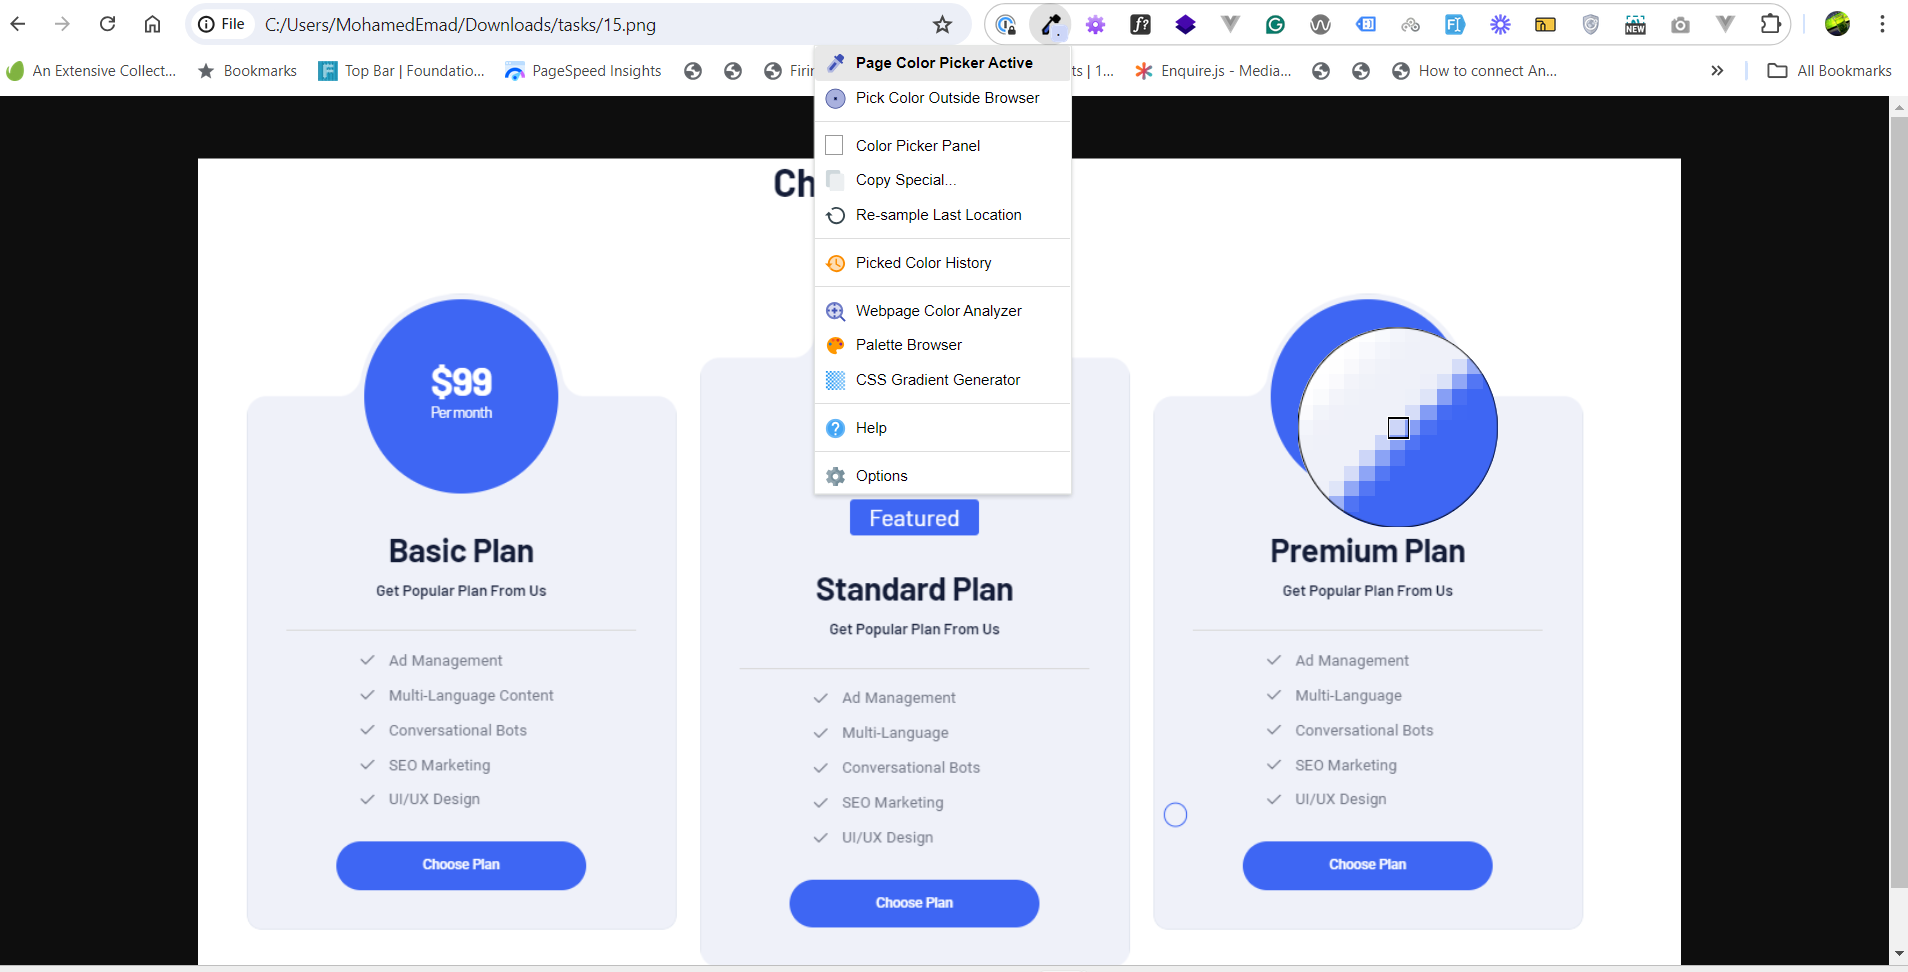 File C:/Users/MohamedEmad/Downloads/tasks/15.png
An Extensive Collect... Bookmarks Top Bar | Foundatio... PageSpeed Insights Firin ts | 1... Enquire.js - Media... How to connect An... All Bookmarks
NEW
Page Color Picker Active
Pick Color Outside Browser
Color Picker Panel
Copy Special...
Re-sample Last Location
Picked Color History
Webpage Color Analyzer
Palette Browser
CSS Gradient Generator
Help
Options
Ch
$99
Per month
Basic Plan
Get Popular Plan From Us
Ad Management
Multi-Language Content
Conversational Bots
SEO Marketing
UI/UX Design
Choose Plan
Featured
Standard Plan
Get Popular Plan From Us
Ad Management
Multi-Language
Conversational Bots
SEO Marketing
UI/UX Design
Choose Plan
Premium Plan
Get Popular Plan From Us
Ad Management
Multi-Language
Conversational Bots
SEO Marketing
UI/UX Design
Choose Plan